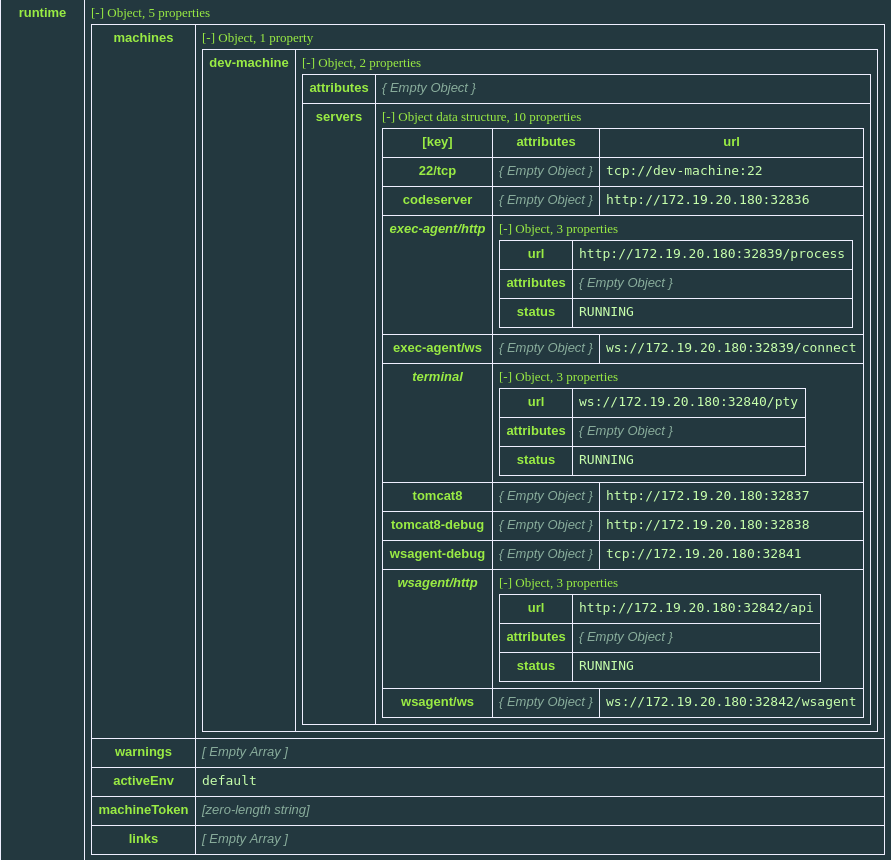 runtime [-] Object, 5 properties
machines [-] Object, 1 property
dev-machine [-] Object, 2 properties
attributes { Empty Object }
servers [-] Object data structure, 10 properties
[key] attributes url
22/tcp { Empty Object } tcp://dev-machine:22
codeserver { Empty Object } http://172.19.20.180:32836
exec-agent/http [-] Object, 3 properties
url http://172.19.20.180:32839/process
attributes { Empty Object }
status RUNNING
exec-agent/ws { Empty Object } ws://172.19.20.180:32839/connect
terminal [-] Object, 3 properties
url ws://172.19.20.180:32840/pty
attributes { Empty Object }
status RUNNING
tomcat8 { Empty Object } http://172.19.20.180:32837
tomcat8-debug { Empty Object } http://172.19.20.180:32838
wsagent-debug { Empty Object } tcp://172.19.20.180:32841
wsagent/http [-] Object, 3 properties
url http://172.19.20.180:32842/api
attributes { Empty Object }
status RUNNING
wsagent/ws { Empty Object } ws://172.19.20.180:32842/wsagent
warnings [ Empty Array ]
activeEnv default
machineToken [zero-length string]
links [ Empty Array ]